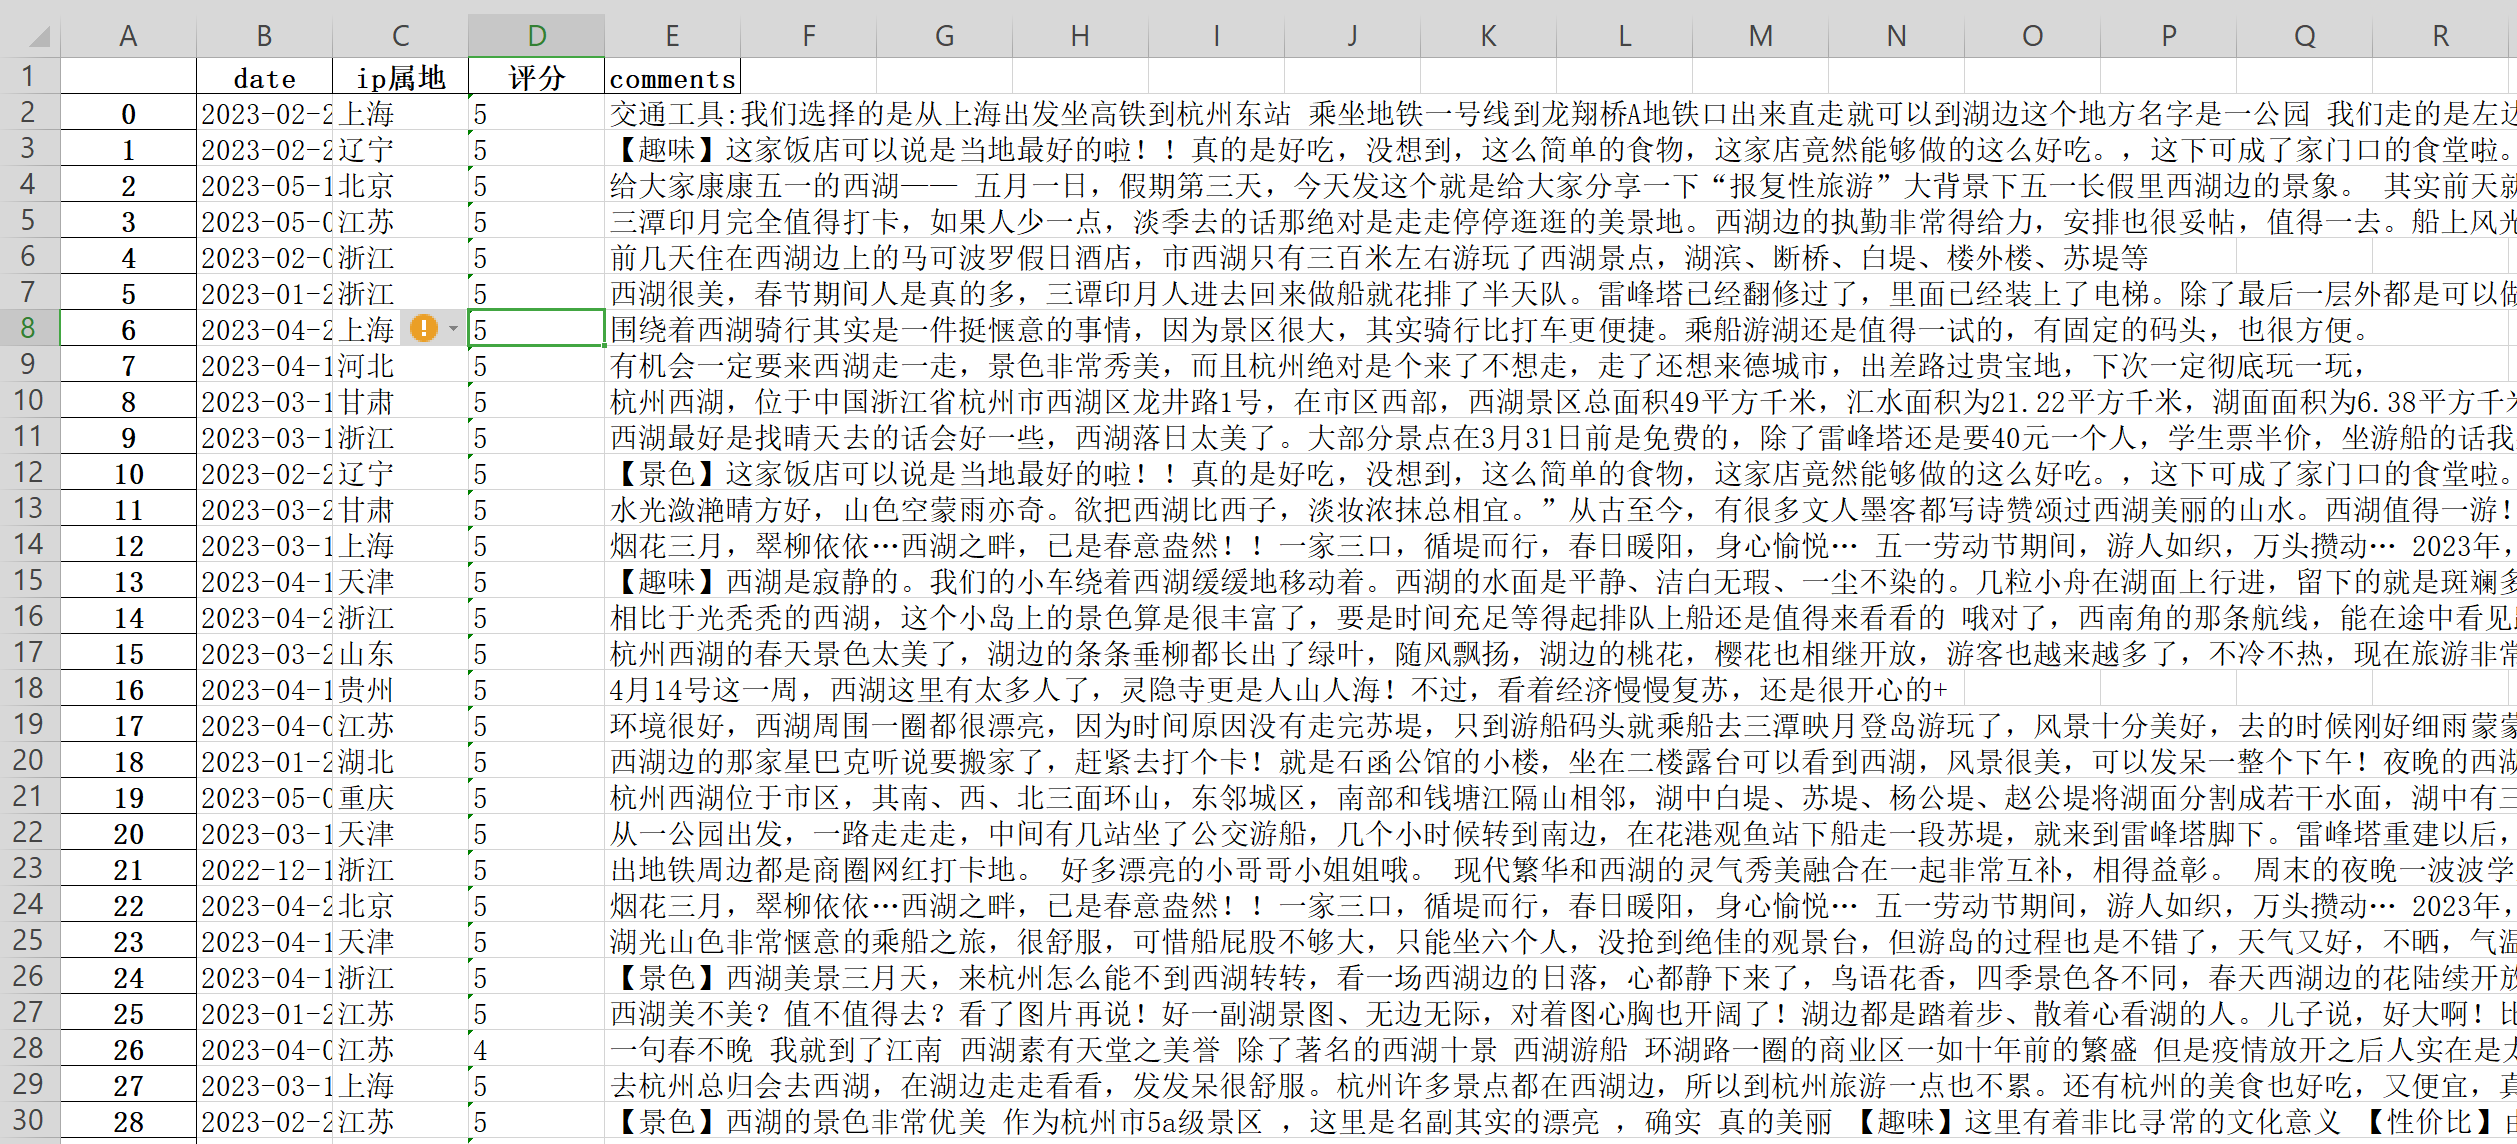 A B C D E F G H I J K L M N O P Q R
1 date ip属地 评分 comments
2 0 2023-02-2 上海 5 交通工具:我们选择的是从上海出发坐高铁到杭州东站 乘坐地铁一号线到龙翔桥A地铁口出来直走就可以到湖边这个地方名字是一公园 我们走的是左边
3 1 2023-02-2 辽宁 5 【趣味】这家饭店可以说是当地最好的啦！！真的是好吃，没想到，这么简单的食物，这家店竟然能够做的这么好吃。，这下可成了家门口的食堂啦。
4 2 2023-05-1 北京 5 给大家康康五一的西湖—— 五月一日，假期第三天，今天发这个就是给大家分享一下“报复性旅游”大背景下五一长假里西湖边的景象。 其实前天就
5 3 2023-05-0 江苏 5 三潭印月完全值得打卡，如果人少一点，淡季去的话那绝对是走走停停逛逛的美景地。西湖边的执勤非常得给力，安排也很妥帖，值得一去。船上风光
6 4 2023-02-0 浙江 5 前几天住在西湖边上的马可波罗假日酒店，市西湖只有三百米左右游玩了西湖景点，湖滨、断桥、白堤、楼外楼、苏堤等
7 5 2023-01-2 浙江 5 西湖很美，春节期间人是真的多，三谭印月人进去回来做船就花排了半天队。雷峰塔已经翻修过了，里面已经装上了电梯。除了最后一层外都是可以做
8 6 2023-04-2 上海 5 围绕着西湖骑行其实是一件挺惬意的事情，因为景区很大，其实骑行比打车更便捷。乘船游湖还是值得一试的，有固定的码头，也很方便。
9 7 2023-04-1 河北 5 有机会一定要来西湖走一走，景色非常秀美，而且杭州绝对是个来了不想走，走了还想来德城市，出差路过贵宝地，下次一定彻底玩一玩，
10 8 2023-03-1 甘肃 5 杭州西湖，位于中国浙江省杭州市西湖区龙井路1号，在市区西部，西湖景区总面积49平方千米，汇水面积为21.22平方千米，湖面面积为6.38平方千米
11 9 2023-03-1 浙江 5 西湖最好是找晴天去的话会好一些，西湖落日太美了。大部分景点在3月31日前是免费的，除了雷峰塔还是要40元一个人，学生票半价，坐游船的话我
12 10 2023-02-2 辽宁 5 【景色】这家饭店可以说是当地最好的啦！！真的是好吃，没想到，这么简单的食物，这家店竟然能够做的这么好吃。，这下可成了家门口的食堂啦。
13 11 2023-03-2 甘肃 5 水光潋滟晴方好，山色空蒙雨亦奇。欲把西湖比西子，淡妆浓抹总相宜。”从古至今，有很多文人墨客都写诗赞颂过西湖美丽的山水。西湖值得一游！
14 12 2023-03-1 上海 5 烟花三月，翠柳依依…西湖之畔，已是春意盎然！！一家三口，循堤而行，春日暖阳，身心愉悦… 五一劳动节期间，游人如织，万头攒动… 2023年，
15 13 2023-04-1 天津 5 【趣味】西湖是寂静的。我们的小车绕着西湖缓缓地移动着。西湖的水面是平静、洁白无瑕、一尘不染的。几粒小舟在湖面上行进，留下的就是斑斓多
16 14 2023-04-2 浙江 5 相比于光秃秃的西湖，这个小岛上的景色算是很丰富了，要是时间充足等得起排队上船还是值得来看看的 哦对了，西南角的那条航线，能在途中看见
17 15 2023-03-2 山东 5 杭州西湖的春天景色太美了，湖边的条条垂柳都长出了绿叶，随风飘扬，湖边的桃花，樱花也相继开放，游客也越来越多了，不冷不热，现在旅游非常
18 16 2023-04-1 贵州 5 4月14号这一周，西湖这里有太多人了，灵隐寺更是人山人海！不过，看着经济慢慢复苏，还是很开心的+
19 17 2023-04-0 江苏 5 环境很好，西湖周围一圈都很漂亮，因为时间原因没有走完苏堤，只到游船码头就乘船去三潭映月登岛游玩了，风景十分美好，去的时候刚好细雨蒙蒙
20 18 2023-01-2 湖北 5 西湖边的那家星巴克听说要搬家了，赶紧去打个卡！就是石函公馆的小楼，坐在二楼露台可以看到西湖，风景很美，可以发呆一整个下午！夜晚的西湖
21 19 2023-05-0 重庆 5 杭州西湖位于市区，其南、西、北三面环山，东邻城区，南部和钱塘江隔山相邻，湖中白堤、苏堤、杨公堤、赵公堤将湖面分割成若干水面，湖中有三
22 20 2023-03-1 天津 5 从一公园出发，一路走走走，中间有几站坐了公交游船，几个小时候转到南边，在花港观鱼站下船走一段苏堤，就来到雷峰塔脚下。雷峰塔重建以后，
23 21 2022-12-1 浙江 5 出地铁周边都是商圈网红打卡地。 好多漂亮的小哥哥小姐姐哦。 现代繁华和西湖的灵气秀美融合在一起非常互补，相得益彰。 周末的夜晚一波波学
24 22 2023-04-2 北京 5 烟花三月，翠柳依依…西湖之畔，已是春意盎然！！一家三口，循堤而行，春日暖阳，身心愉悦… 五一劳动节期间，游人如织，万头攒动… 2023年，
25 23 2023-04-1 天津 5 湖光山色非常惬意的乘船之旅，很舒服，可惜船屁股不够大，只能坐六个人，没抢到绝佳的观景台，但游岛的过程也是不错了，天气又好，不晒，气温
26 24 2023-04-1 浙江 5 【景色】西湖美景三月天，来杭州怎么能不到西湖转转，看一场西湖边的日落，心都静下来了，鸟语花香，四季景色各不同，春天西湖边的花陆续开放
27 25 2023-01-2 江苏 5 西湖美不美？值不值得去？看了图片再说！好一副湖景图、无边无际，对着图心胸也开阔了！湖边都是踏着步、散着心看湖的人。儿子说，好大啊！比
28 26 2023-04-0 江苏 4 一句春不晚 我就到了江南 西湖素有天堂之美誉 除了著名的西湖十景 西湖游船 环湖路一圈的商业区一如十年前的繁盛 但是疫情放开之后人实在是太
29 27 2023-03-1 上海 5 去杭州总归会去西湖，在湖边走走看看，发发呆很舒服。杭州许多景点都在西湖边，所以到杭州旅游一点也不累。还有杭州的美食也好吃，又便宜，真
30 28 2023-02-2 江苏 5 【景色】西湖的景色非常优美 作为杭州市5a级景区 ，这里是名副其实的漂亮 ，确实 真的美丽 【趣味】这里有着非比寻常的文化意义 【性价比】